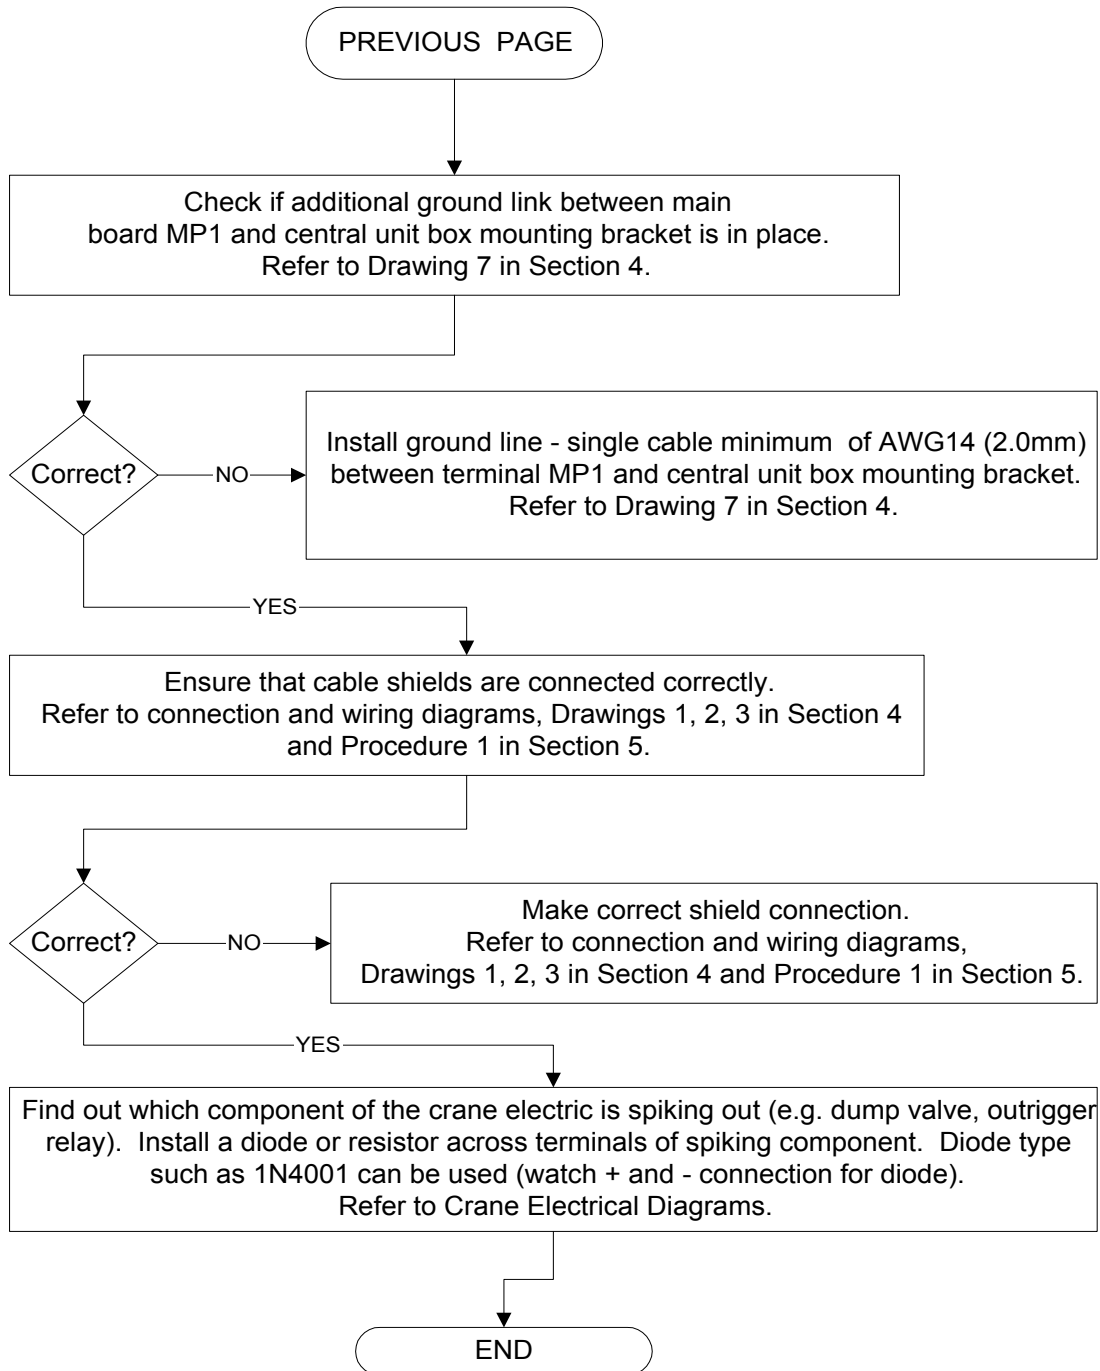 PREVIOUS PAGE
Check if additional ground link between main
board MP1 and central unit box mounting bracket is in place.
Refer to Drawing 7 in Section 4.
Correct?
NO
Install ground line - single cable minimum of AWG14 (2.0mm)
between terminal MP1 and central unit box mounting bracket.
Refer to Drawing 7 in Section 4.
YES
Ensure that cable shields are connected correctly.
Refer to connection and wiring diagrams, Drawings 1, 2, 3 in Section 4
and Procedure 1 in Section 5.
Correct?
NO
Make correct shield connection.
Refer to connection and wiring diagrams,
Drawings 1, 2, 3 in Section 4 and Procedure 1 in Section 5.
YES
Find out which component of the crane electric is spiking out (e.g. dump valve, outrigger
relay). Install a diode or resistor across terminals of spiking component. Diode type
such as 1N4001 can be used (watch + and - connection for diode).
Refer to Crane Electrical Diagrams.
END